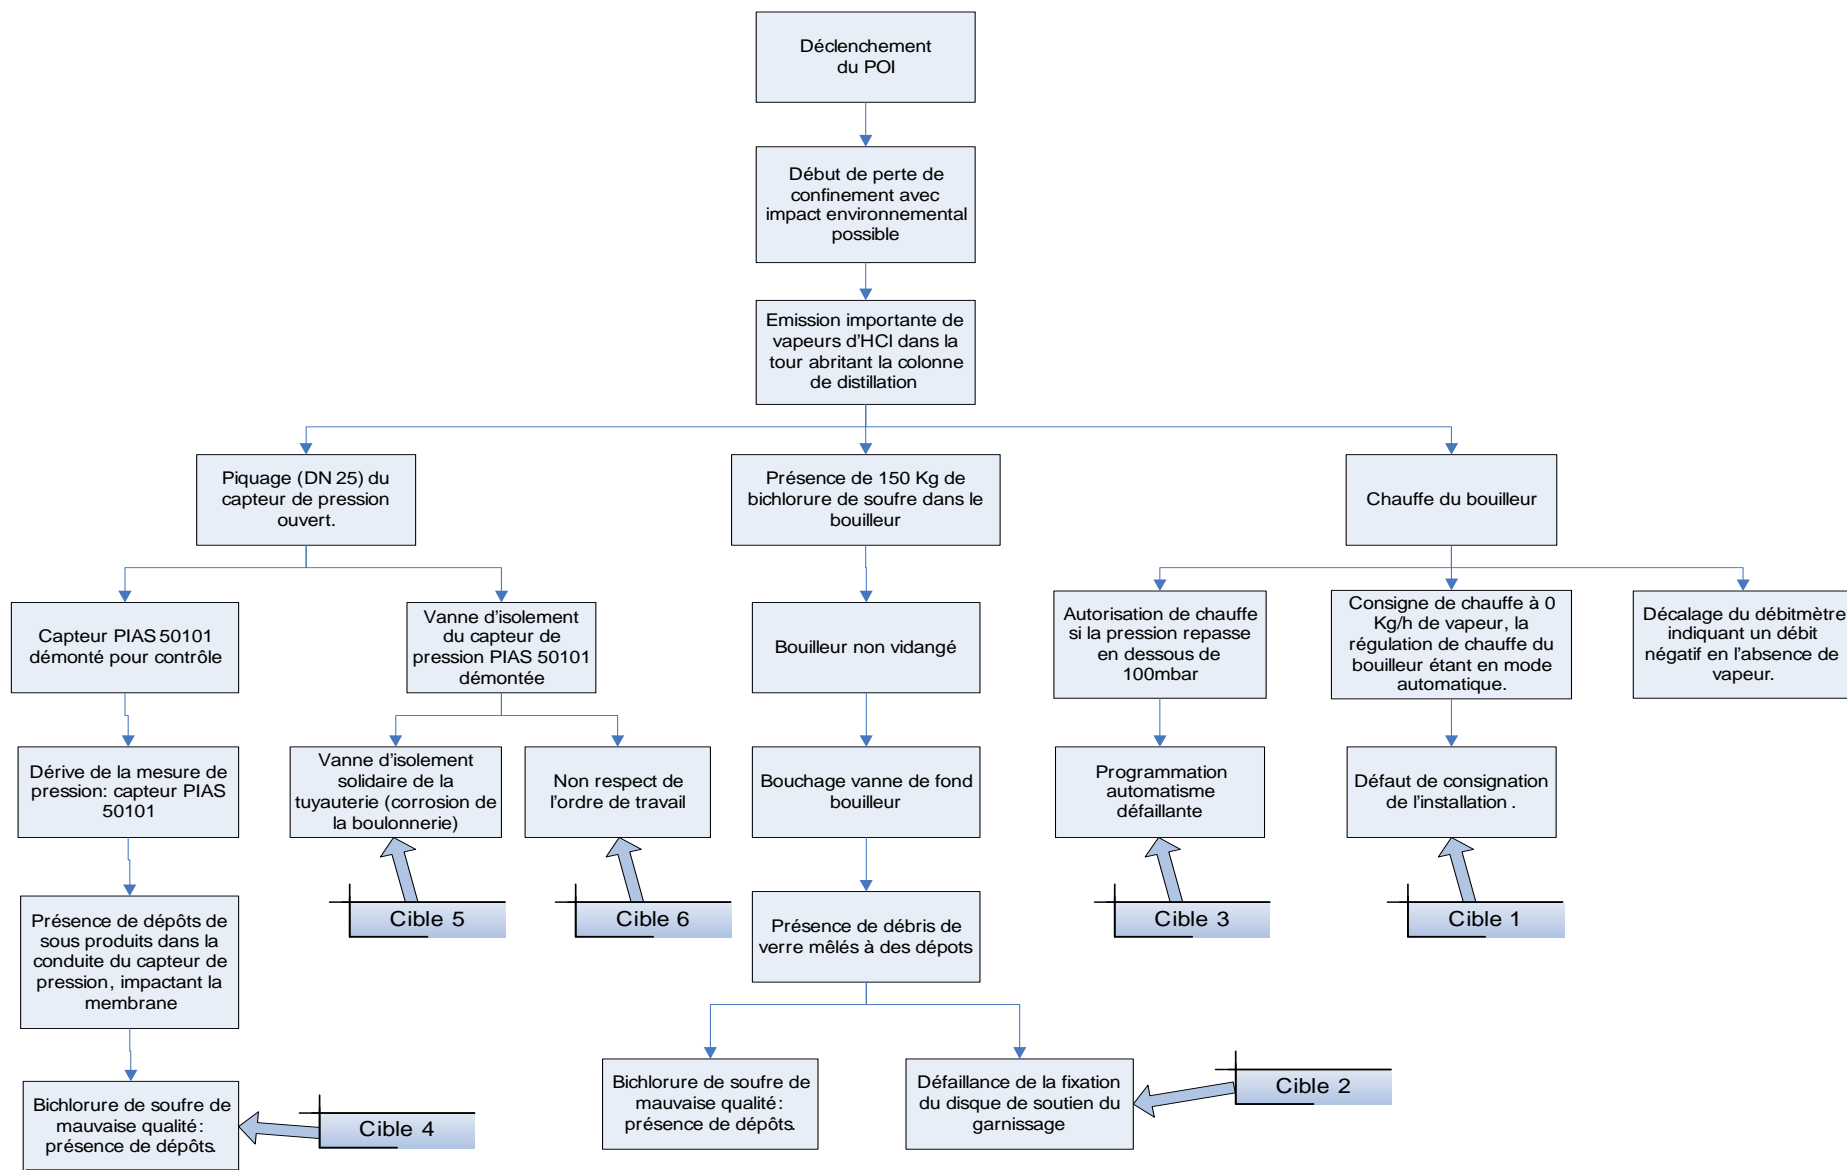 Déclenchement
du POI
Début de perte de
confinement avec
impact environnemental
possible
Emission importante de
vapeurs d'HCl dans la
tour abritant la colonne
de distillation
Piquage (DN 25) du
capteur de pression
ouvert.
Présence de 150 Kg de
bichlorure de soufre dans le
bouilleur
Chauffe du bouilleur
Capteur PIAS 50101
démonté pour contrôle
Vanne d'isolement
du capteur de
pression PIAS 50101
démontée
Bouilleur non vidangé
Autorisation de chauffe
si la pression repasse
en dessous de
100mbar
Consigne de chauffe à 0
Kg/h de vapeur, la
régulation de chauffe du
bouilleur étant en mode
automatique.
Décalage du débitmètre
indiquant un débit
négatif en l'absence de
vapeur.
Dérive de la mesure de
pression: capteur PIAS
50101
Vanne d'isolement
solidaire de la
tuyauterie (corrosion de
la boulonnerie)
Non respect de
l'ordre de travail
Bouchage vanne de fond
bouilleur
Programmation
automatisme
défaillante
Défaut de consignation
de l'installation .
Présence de dépôts de
sous produits dans la
conduite du capteur de
pression, impactant la
membrane
Cible 5
Cible 6
Présence de débris de
verre mêlés à des dépots
Cible 3
Cible 1
Bichlorure de soufre de
mauvaise qualité:
présence de dépôts.
Cible 4
Bichlorure de soufre de
mauvaise qualité:
présence de dépôts.
Défaillance de la fixation
du disque de soutien du
garnissage
Cible 2